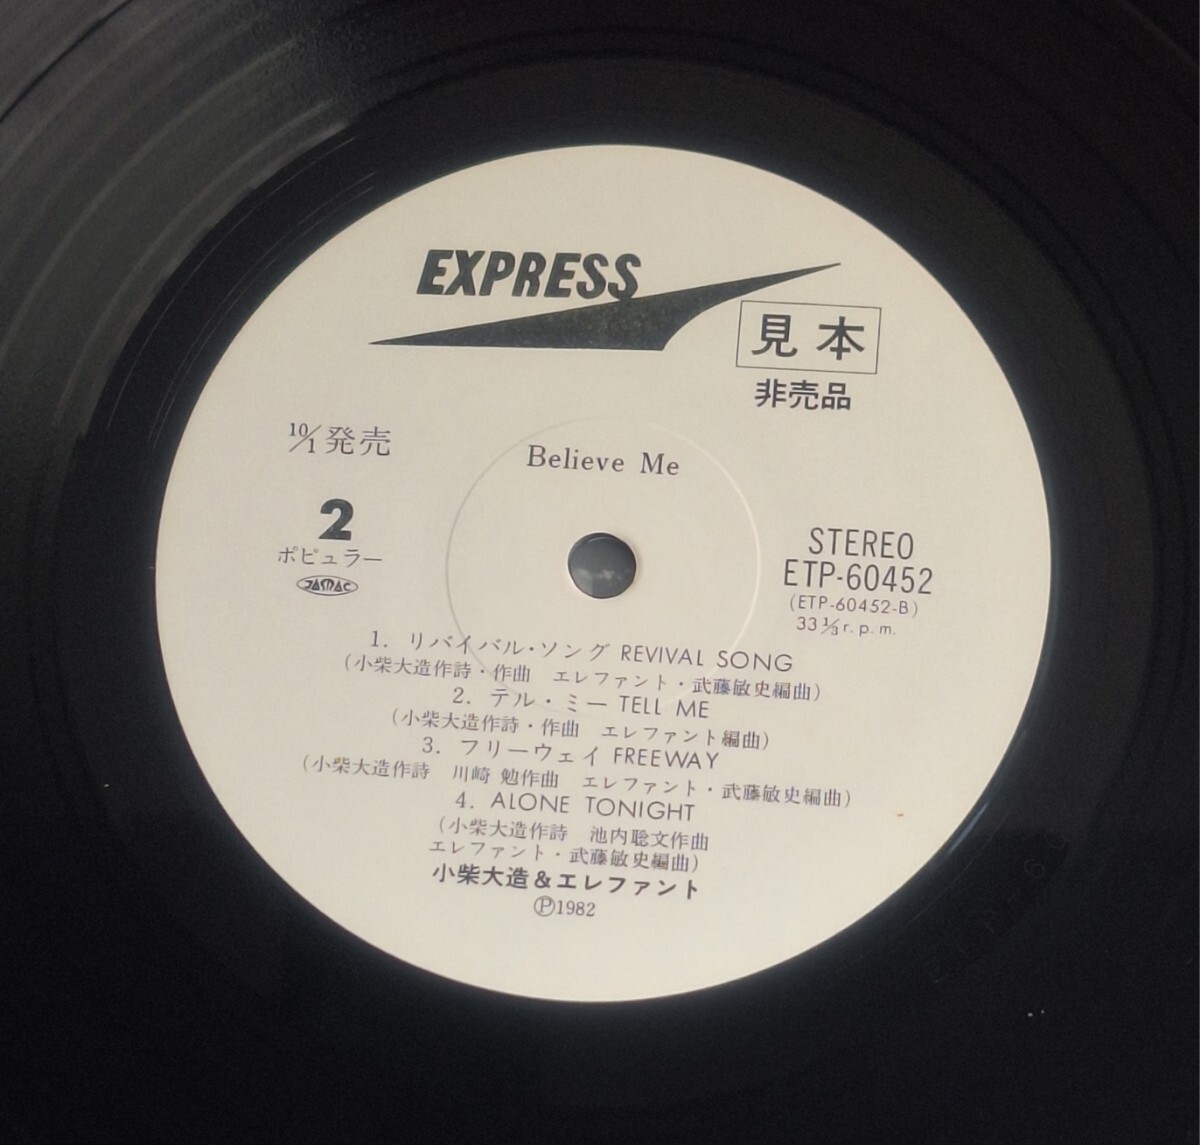 EXPRESS
見本
非売品
10/1発売
Believe Me
2
ポピュラー
JASRAC
STEREO
ETP-60452
(ETP-60452-B)
33 1/3 r.p.m.
1. リバイバル・ソング REVIVAL SONG
(小柴大造作詩・作曲 エレファント・武藤敏史編曲)
2. テル・ミー TELL ME
(小柴大造作詩・作曲 エレファント編曲)
3. フリーウェイ FREEWAY
(小柴大造作詩 川崎 勉作曲 エレファント・武藤敏史編曲)
4. ALONE TONIGHT
(小柴大造作詩 池内聡文作曲
エレファント・武藤敏史編曲)
小柴大造&エレファント
Ⓟ1982